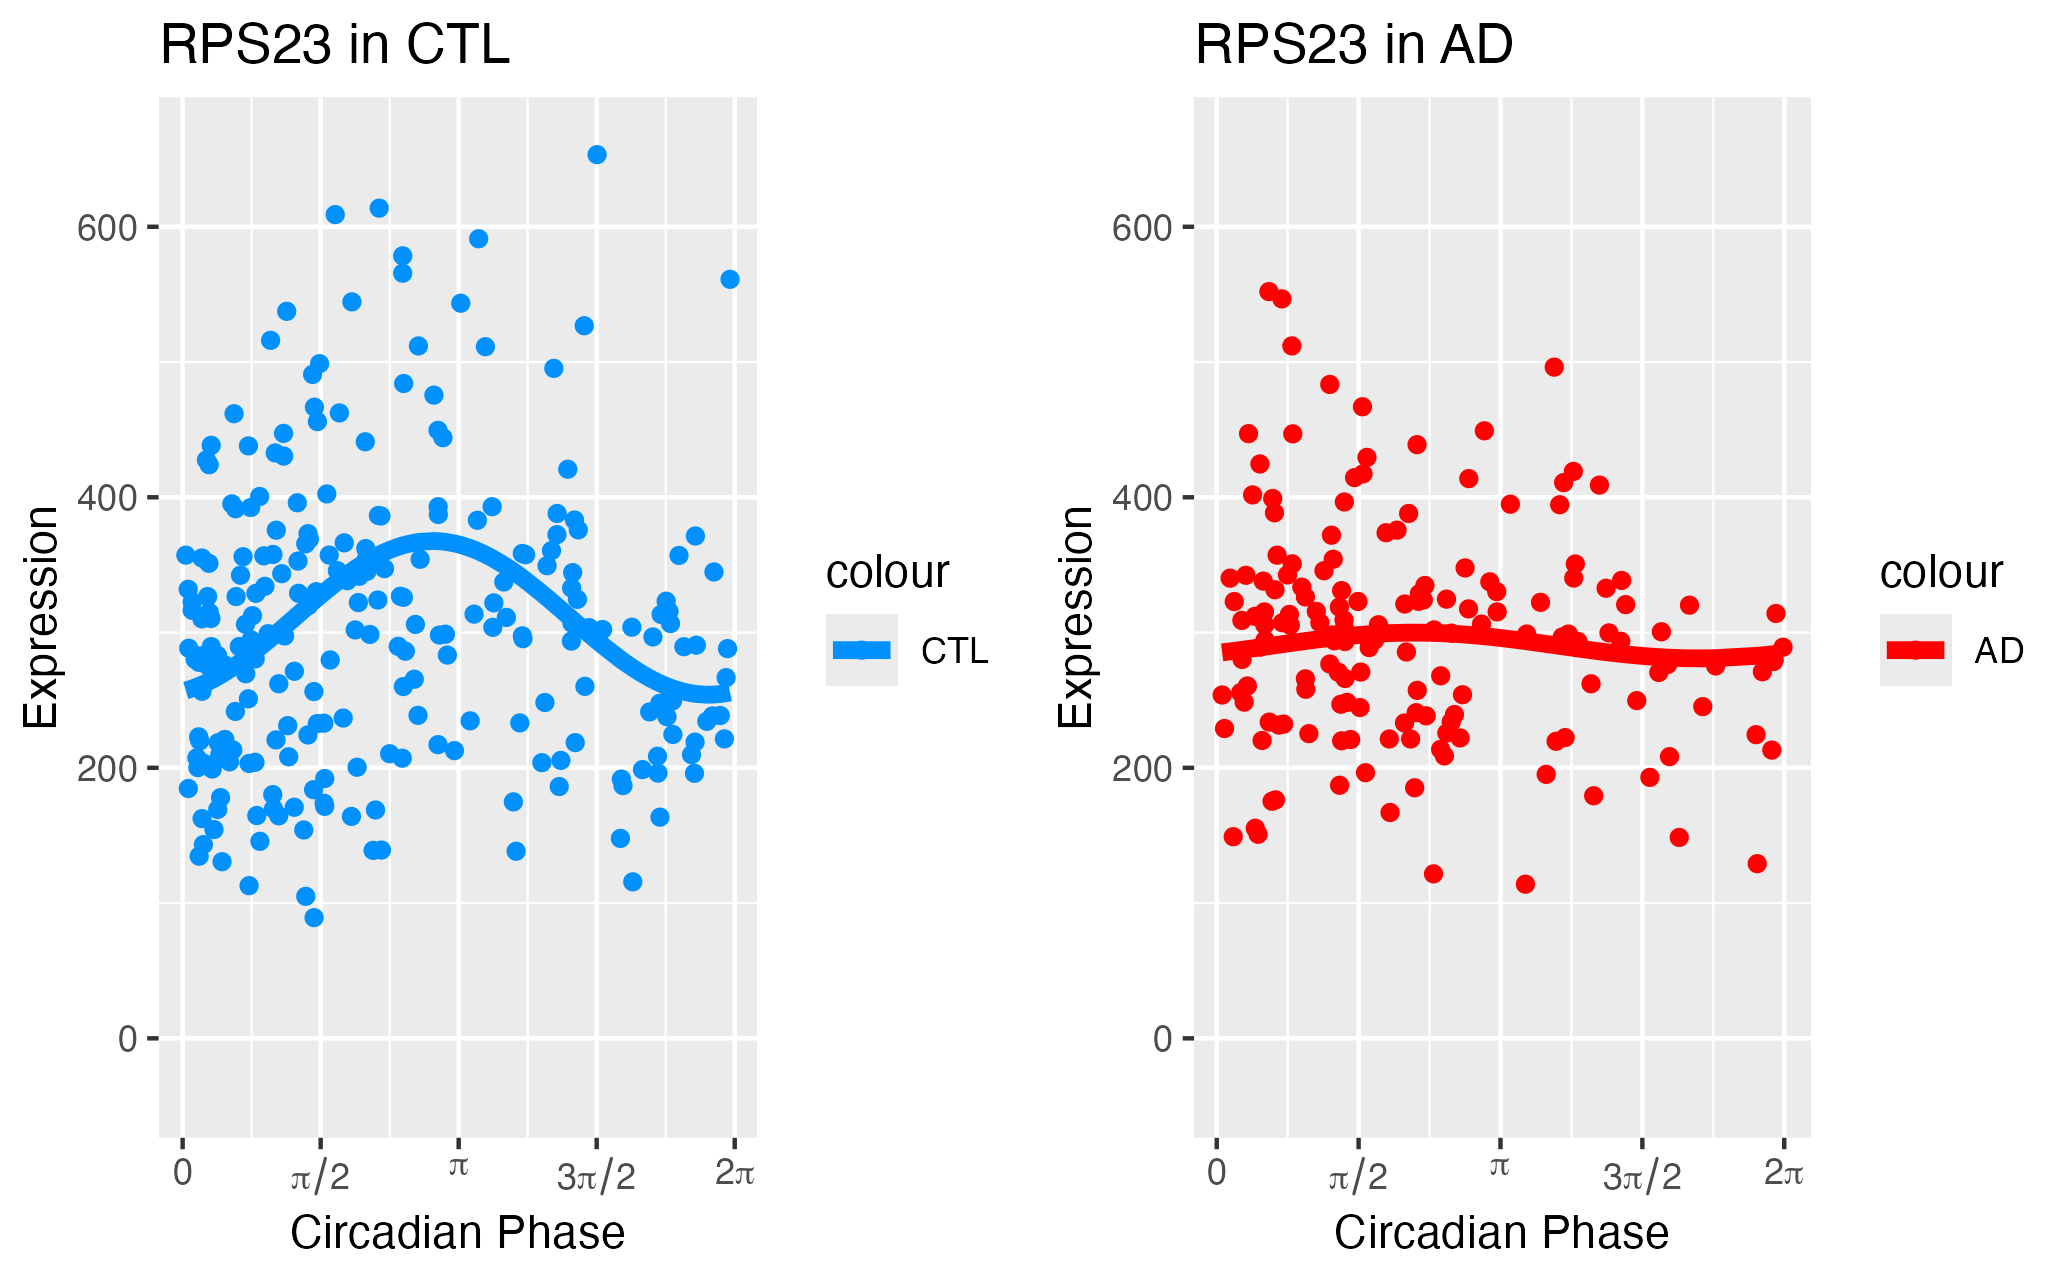 RPS23 in CTL
Expression
600
400
200
0
0 π/2 π 3π/2 2π
Circadian Phase
colour
CTL
RPS23 in AD
Expression
600
400
200
0
0 π/2 π 3π/2 2π
Circadian Phase
colour
AD